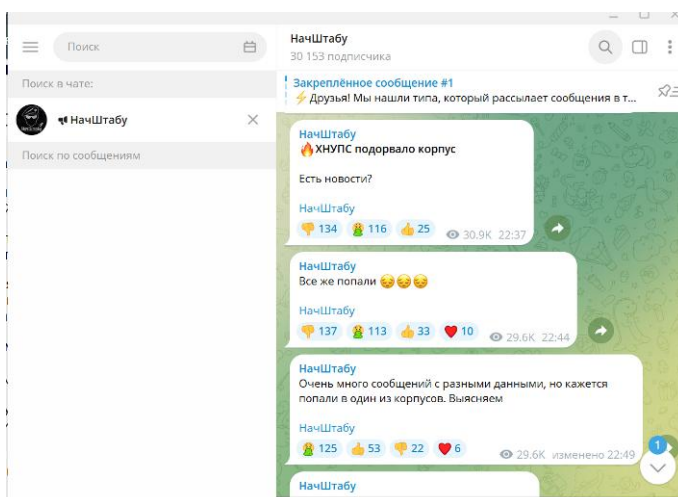 Поиск
Поиск в чате:
НачШтабу
Поиск по сообщениям
НачШтабу
30 153 подписчика
Закреплённое сообщение #1
⚡ Друзья! Мы нашли типа, который рассылает сообщения в т...
НачШтабу
🔥ХНУПС подорвало корпус
Есть новости?
НачШтабу
👎 134 🤮 116 👍 25 30.9K 22:37
НачШтабу
Все же попали 😔😔😔
НачШтабу
👎 137 🤮 113 👍 33 ❤ 10 29.6K 22:44
НачШтабу
Очень много сообщений с разными данными, но кажется
попали в один из корпусов. Выясняем
НачШтабу
🤮 125 👍 53 👎 22 ❤ 6 29.6K изменено 22:49
1
НачШтабу